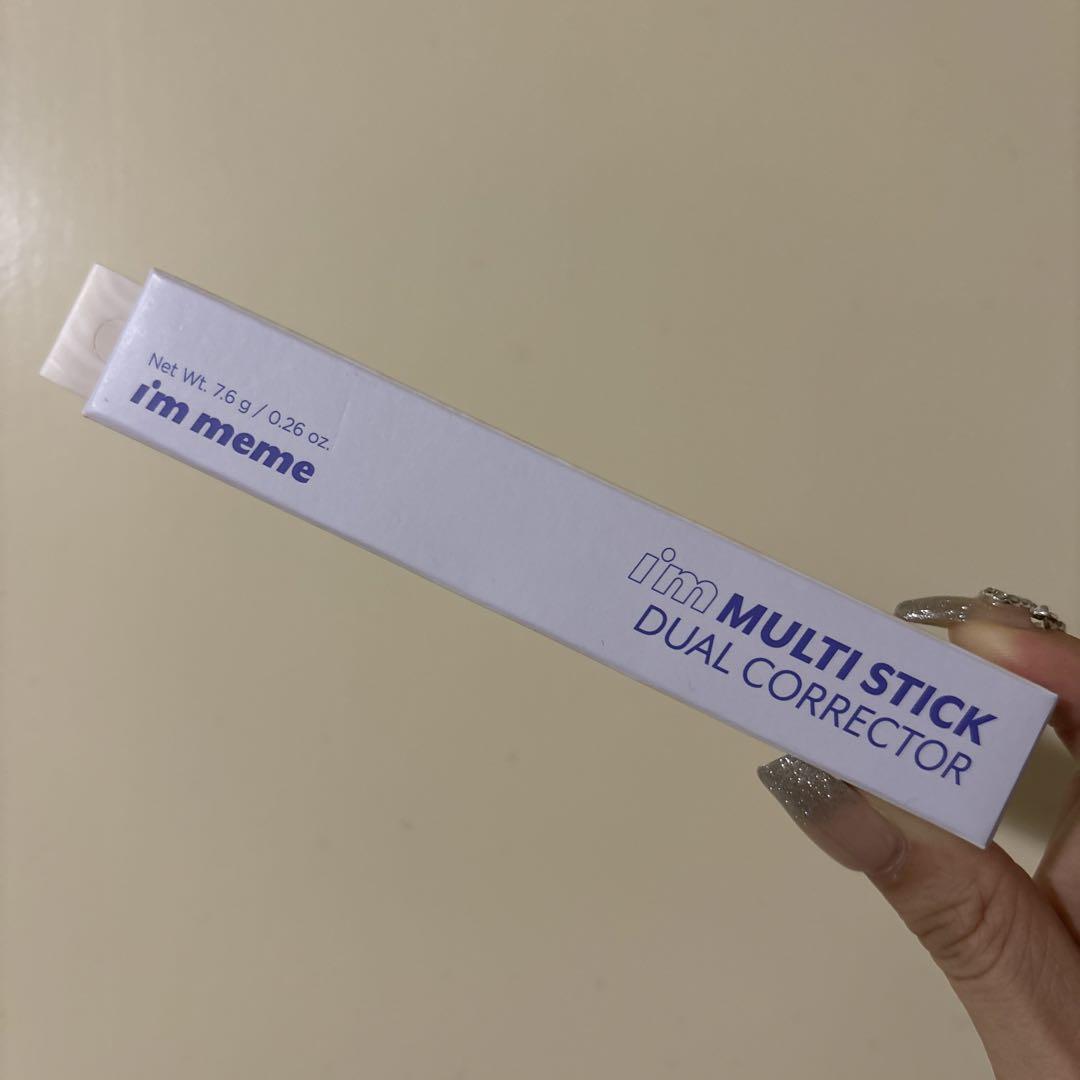 Net Wt. 7.6 g / 0.26 oz.
i'm meme
i'm MULTI STICK
DUAL CORRECTOR